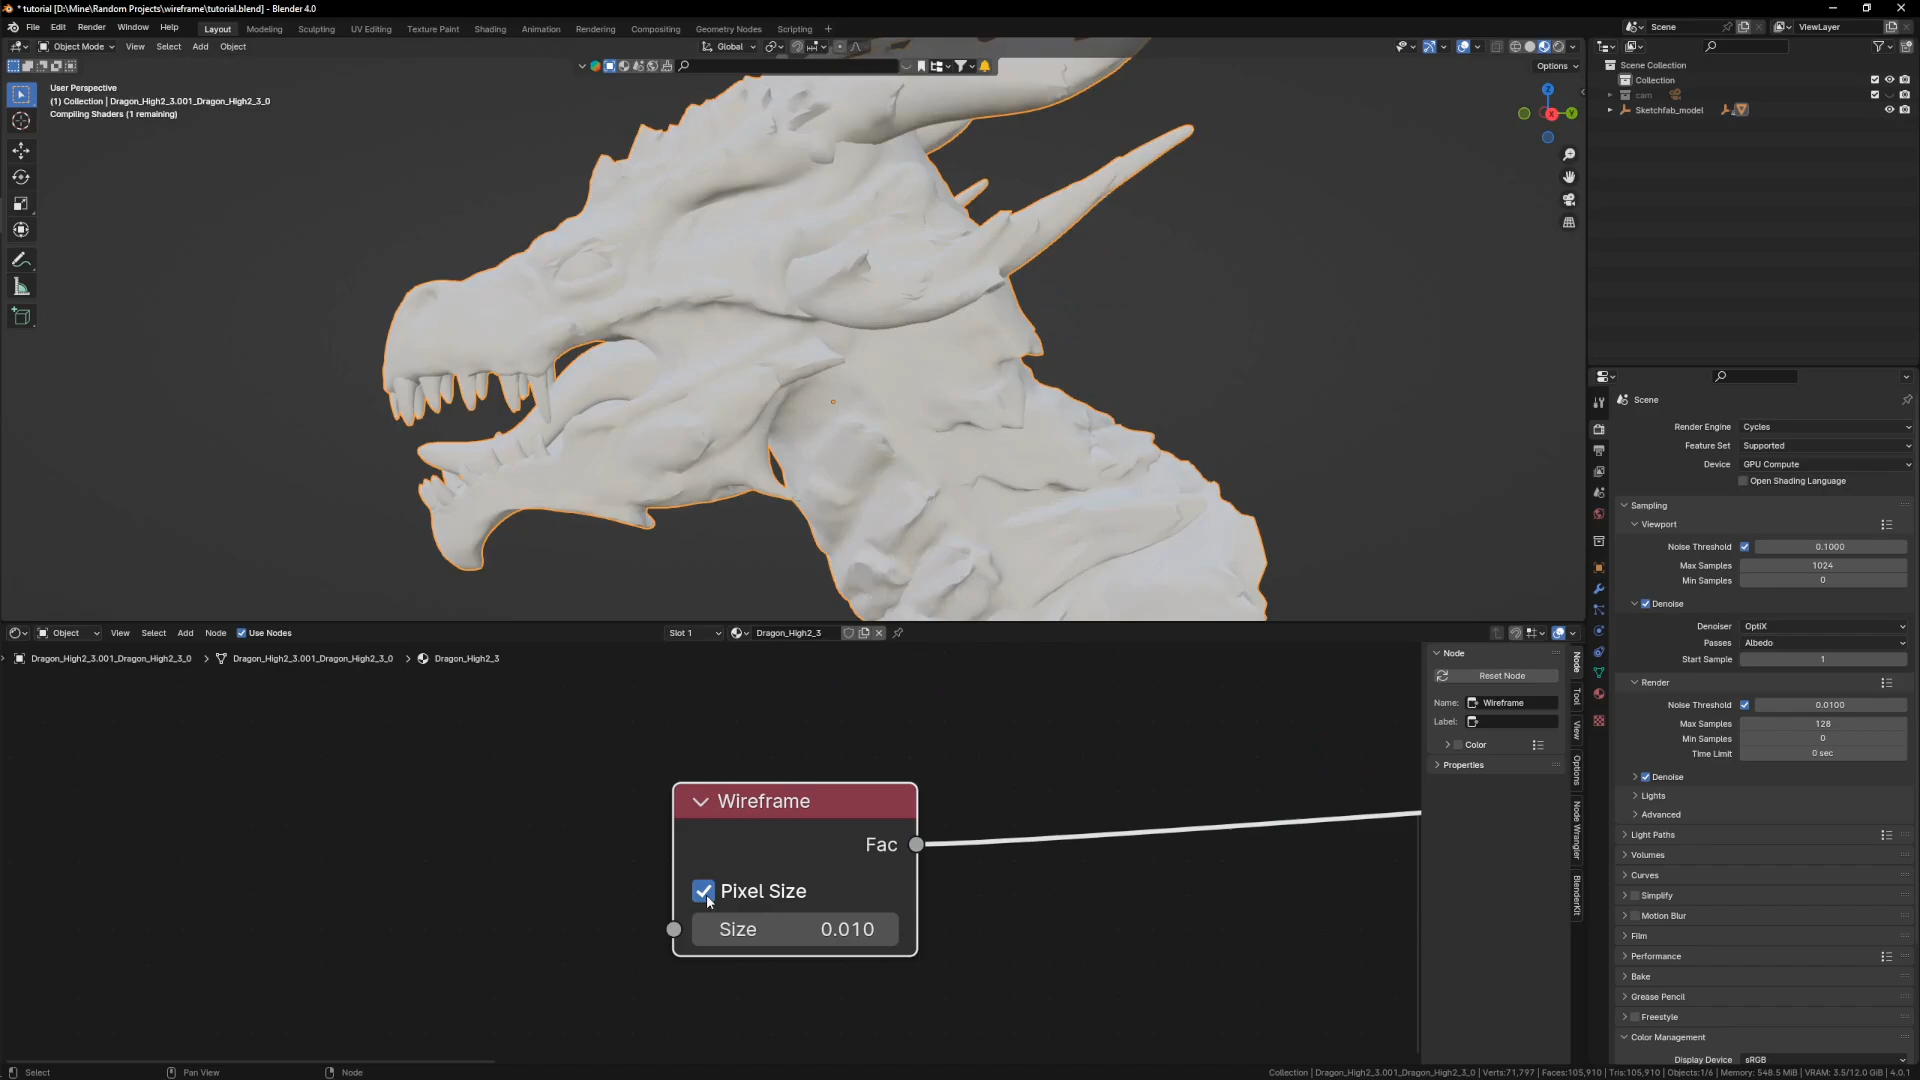 * tutorial [D:\Mine\Random Projects\wireframe\tutorial.blend] - Blender 4.0
File Edit Render Window Help Layout Modeling Sculpting UV Editing Texture Paint Shading Animation Rendering Compositing Geometry Nodes Scripting +
Scene
ViewLayer
Object Mode View Select Add Object
Global
Options
User Perspective
(1) Collection | Dragon_High2_3.001_Dragon_High2_3_0
Compiling Shaders (1 remaining)
Z
Y
X
Scene Collection
Collection
cam
Sketchfab_model
Scene
Render Engine Cycles
Feature Set Supported
Device GPU Compute
Open Shading Language
Sampling
Viewport
Noise Threshold 0.1000
Max Samples 1024
Min Samples 0
Denoise
Denoiser OptiX
Passes Albedo
Start Sample 1
Render
Noise Threshold 0.0100
Max Samples 128
Min Samples 0
Time Limit 0 sec
Denoise
Lights
Advanced
Light Paths
Volumes
Curves
Simplify
Motion Blur
Film
Performance
Bake
Grease Pencil
Freestyle
Color Management
Display Device sRGB
Object View Select Add Node Use Nodes
Slot 1
Dragon_High2_3
Dragon_High2_3.001_Dragon_High2_3_0 > Dragon_High2_3.001_Dragon_High2_3_0 > Dragon_High2_3
Node
Reset Node
Name: Wireframe
Label:
Color
Properties
Node
Tool
View
Options
Node Wrangler
BlenderKit
Wireframe
Fac
Pixel Size
Size 0.010
Select
Pan View
Node
Collection | Dragon_High2_3.001_Dragon_High2_3_0 | Verts:71,797 | Faces:105,910 | Tris:105,910 | Objects:1/6 | Memory: 548.5 MiB | VRAM: 3.5/12.0 GiB | 4.0.1